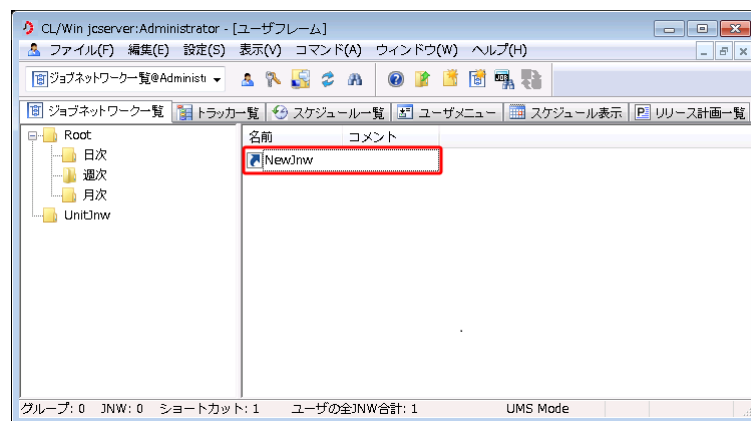 CL/Win jcserver:Administrator - [ユーザフレーム]
ファイル(F) 編集(E) 設定(S) 表示(V) コマンド(A) ウィンドウ(W) ヘルプ(H)
ジョブネットワーク一覧@Administ
ジョブネットワーク一覧 トラッカ一覧 スケジュール一覧 ユーザメニュー スケジュール表示 リリース計画一覧
Root 名前 コメント
日次 NewJnw
週次
月次
UnitJnw
グループ: 0 JNW: 0 ショートカット: 1 ユーザの全JNW合計: 1 UMS Mode